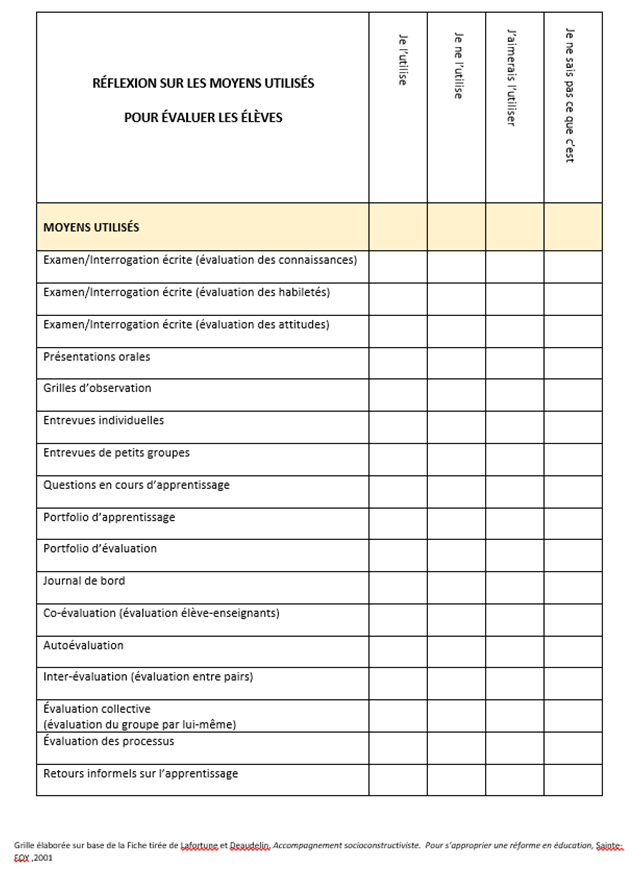 RÉFLEXION SUR LES MOYENS UTILISÉS
POUR ÉVALUER LES ÉLÈVES
Je l'utilise
Je ne l'utilise
J'aimerais l'utiliser
Je ne sais pas ce que c'est
MOYENS UTILISÉS
Examen/Interrogation écrite (évaluation des connaissances)
Examen/Interrogation écrite (évaluation des habiletés)
Examen/Interrogation écrite (évaluation des attitudes)
Présentations orales
Grilles d'observation
Entrevues individuelles
Entrevues de petits groupes
Questions en cours d'apprentissage
Portfolio d'apprentissage
Portfolio d'évaluation
Journal de bord
Co-évaluation (évaluation élève-enseignants)
Autoévaluation
Inter-évaluation (évaluation entre pairs)
Évaluation collective
(évaluation du groupe par lui-même)
Évaluation des processus
Retours informels sur l'apprentissage
Grille élaborée sur base de la Fiche tirée de Lafortune et Deaudelin, Accompagnement socioconstructiviste. Pour s'approprier une réforme en éducation, Sainte-
FOY ,2001